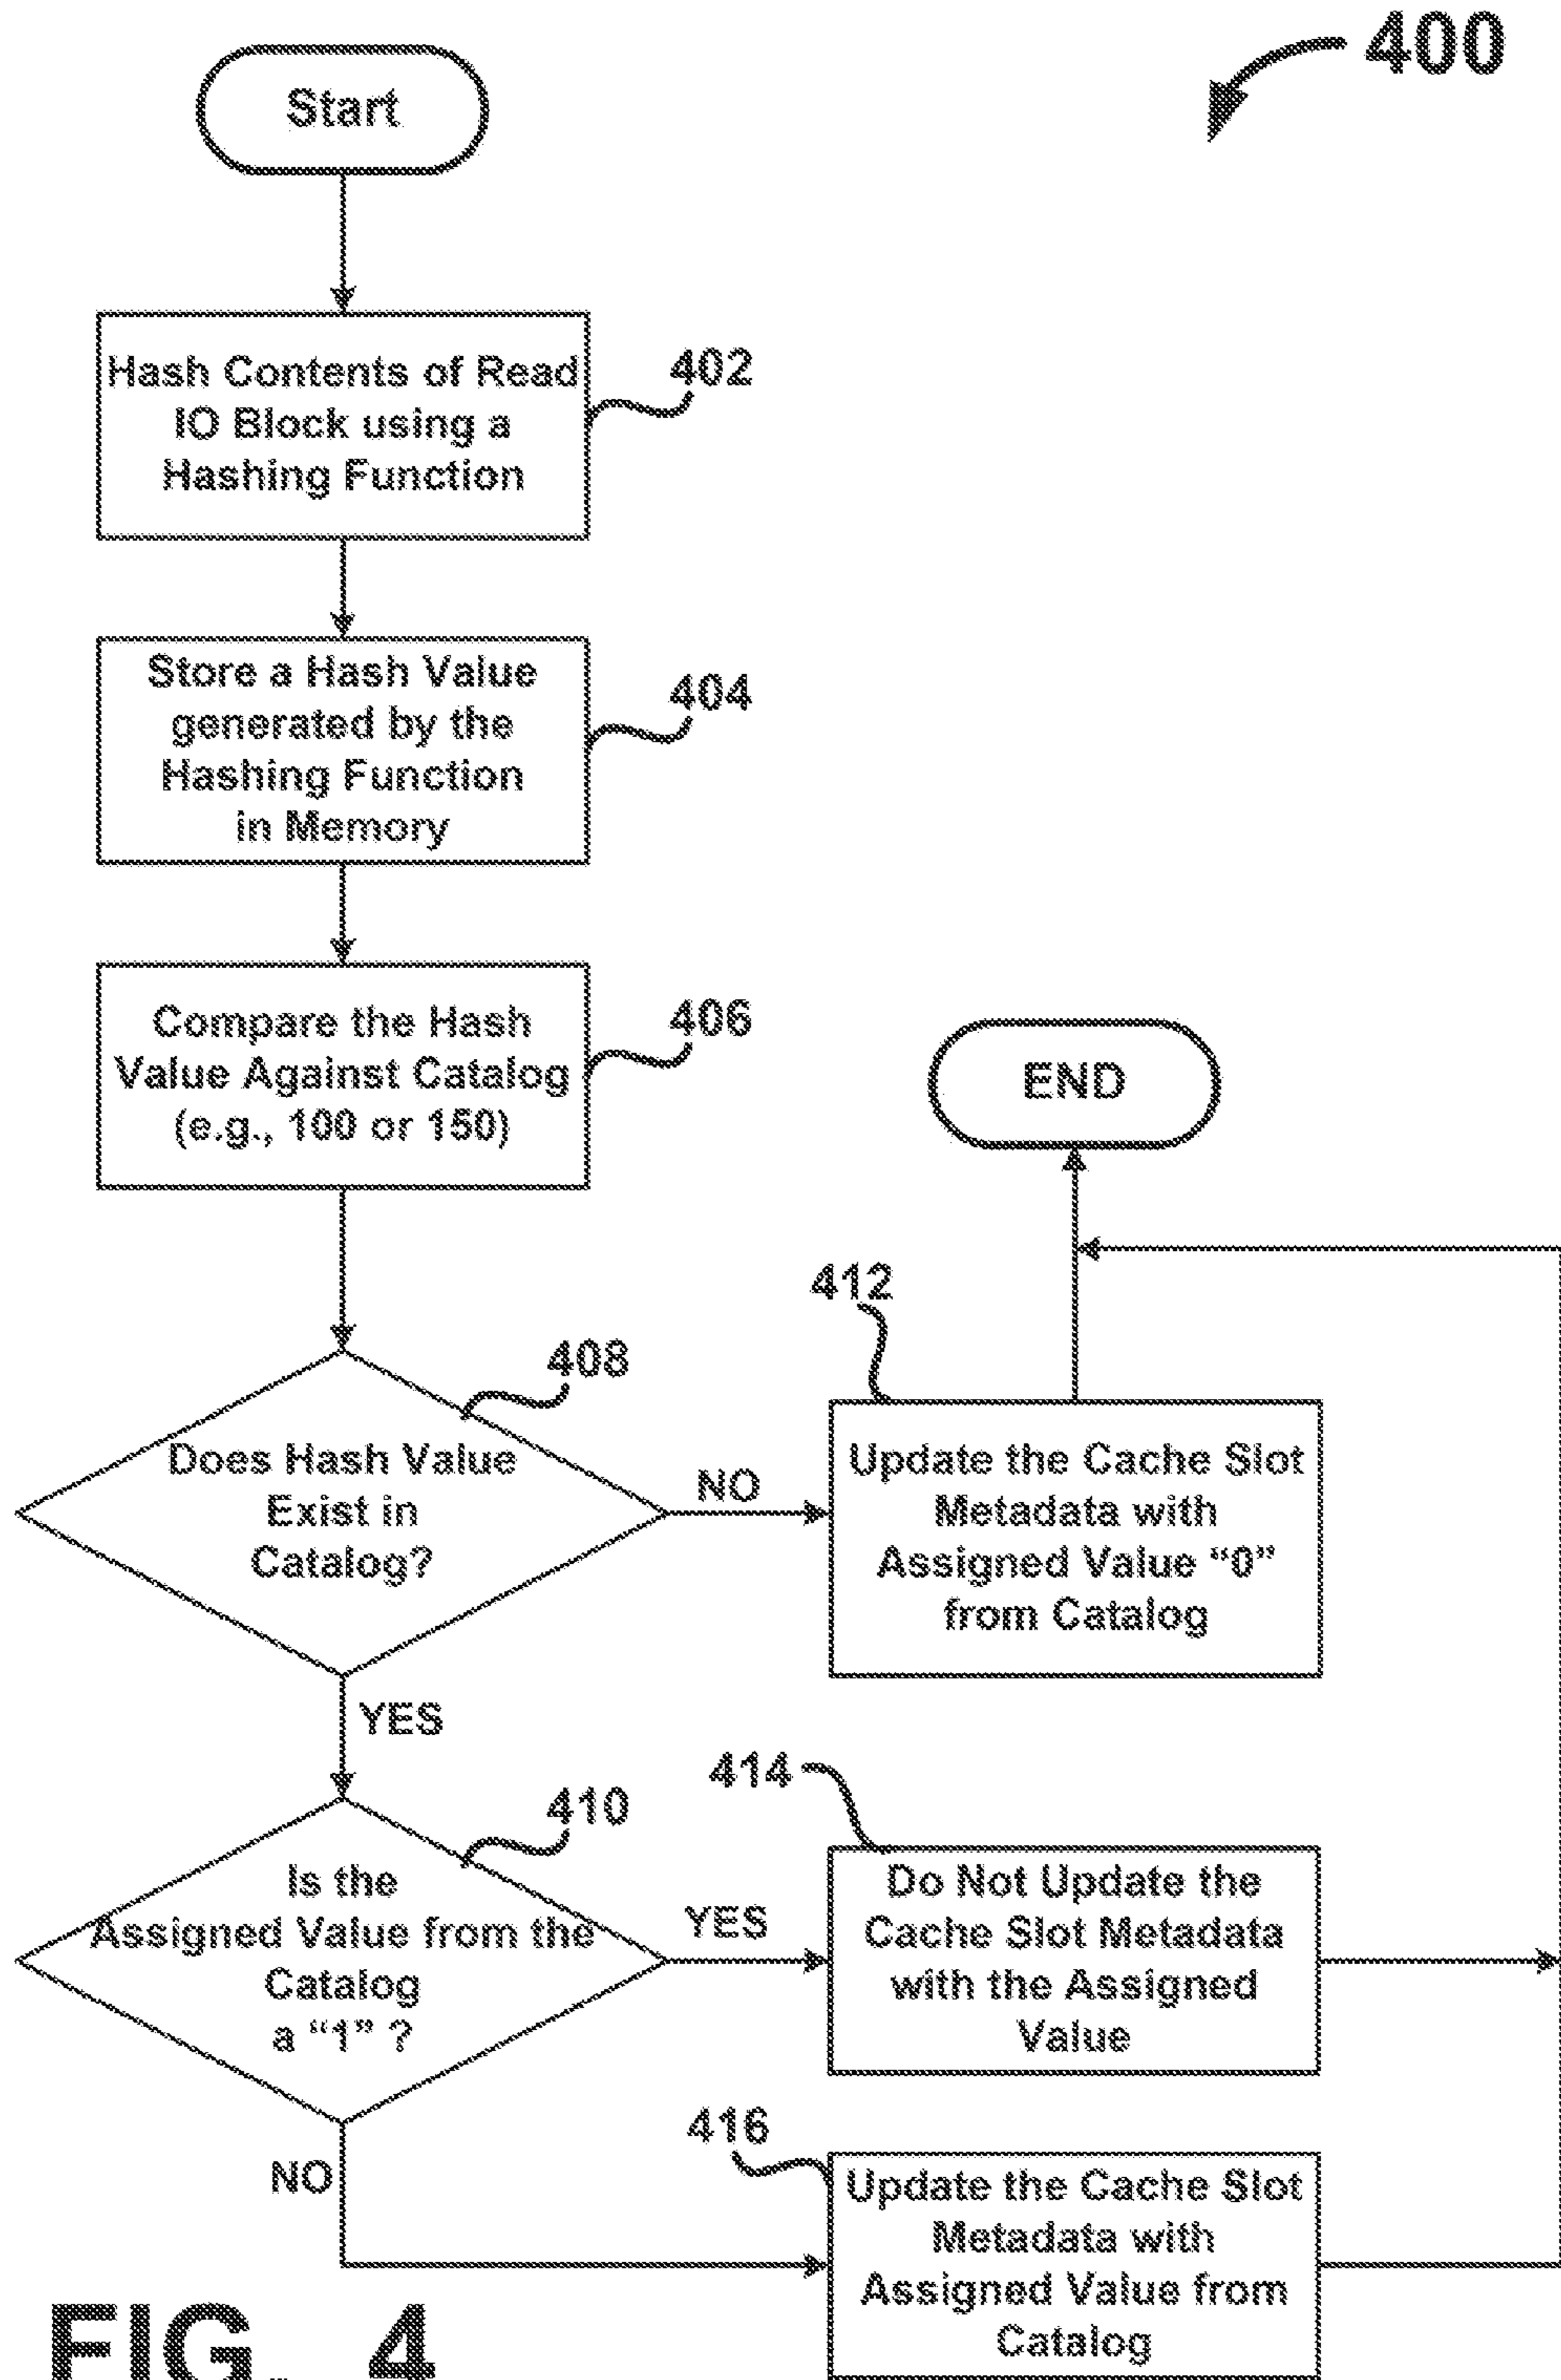 400
Start
Hash Contents of Read
IO Block using a
Hashing Function
402
Store a Hash Value
generated by the
Hashing Function
in Memory
404
Compare the Hash
Value Against Catalog
(e.g., 100 or 150)
406
END
Does Hash Value
Exist in
Catalog?
408
NO
YES
412
Update the Cache Slot
Metadata with
Assigned Value “0”
from Catalog
Is the
Assigned Value from the
Catalog
a “1” ?
410
YES
NO
414
Do Not Update the
Cache Slot Metadata
with the Assigned
Value
416
Update the Cache Slot
Metadata with
Assigned Value from
Catalog
FIG. 4